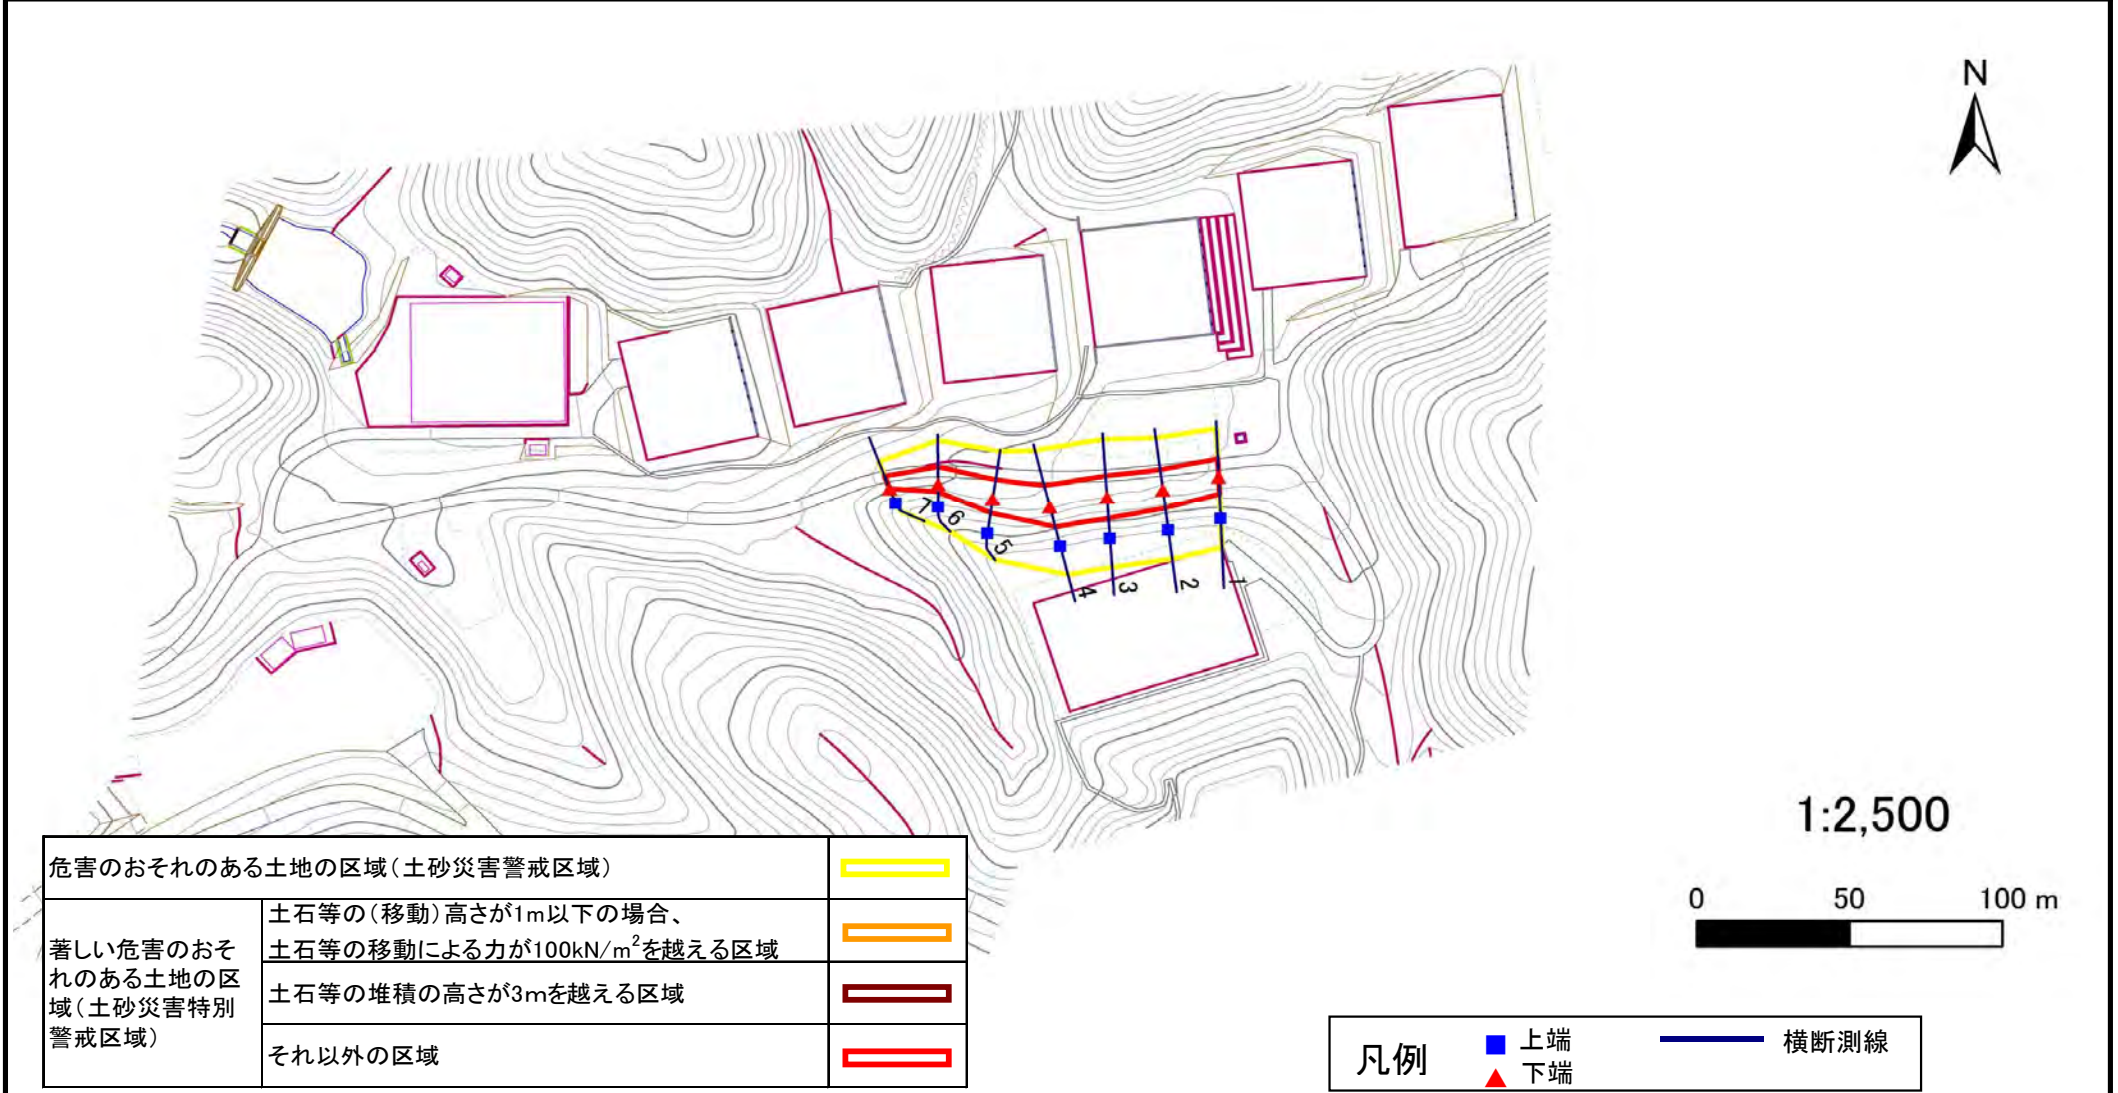 N
7
6
5
4
3
2
1
1:2,500
0 50 100 m
危害のおそれのある土地の区域(土砂災害警戒区域)
著しい危害のおそ
れのある土地の区
域(土砂災害特別
警戒区域)
土石等の(移動)高さが1m以下の場合、
土石等の移動による力が100kN/m²を越える区域
土石等の堆積の高さが3mを越える区域
それ以外の区域
凡例
上端
下端
横断測線